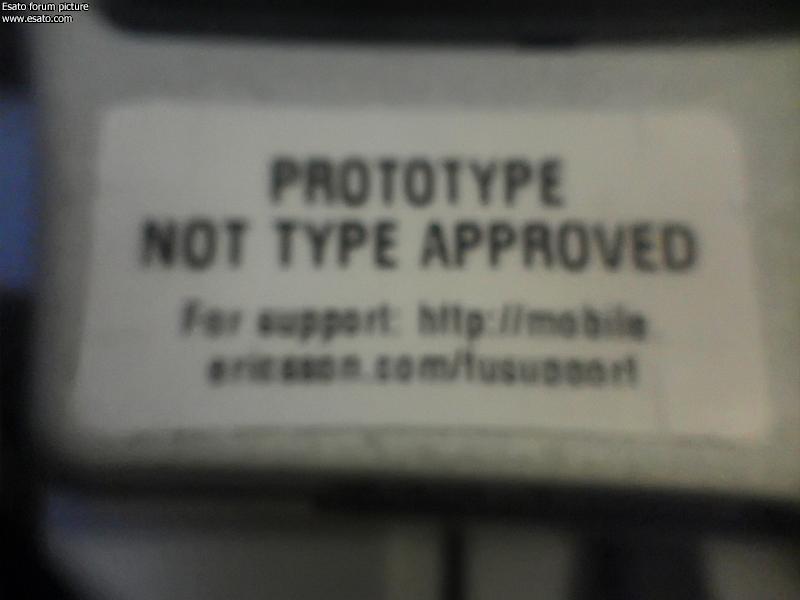 Esato forum picture
www.esato.com
PROTOTYPE
NOT TYPE APPROVED
For support: http://mobile
ericsson.com/fusupport